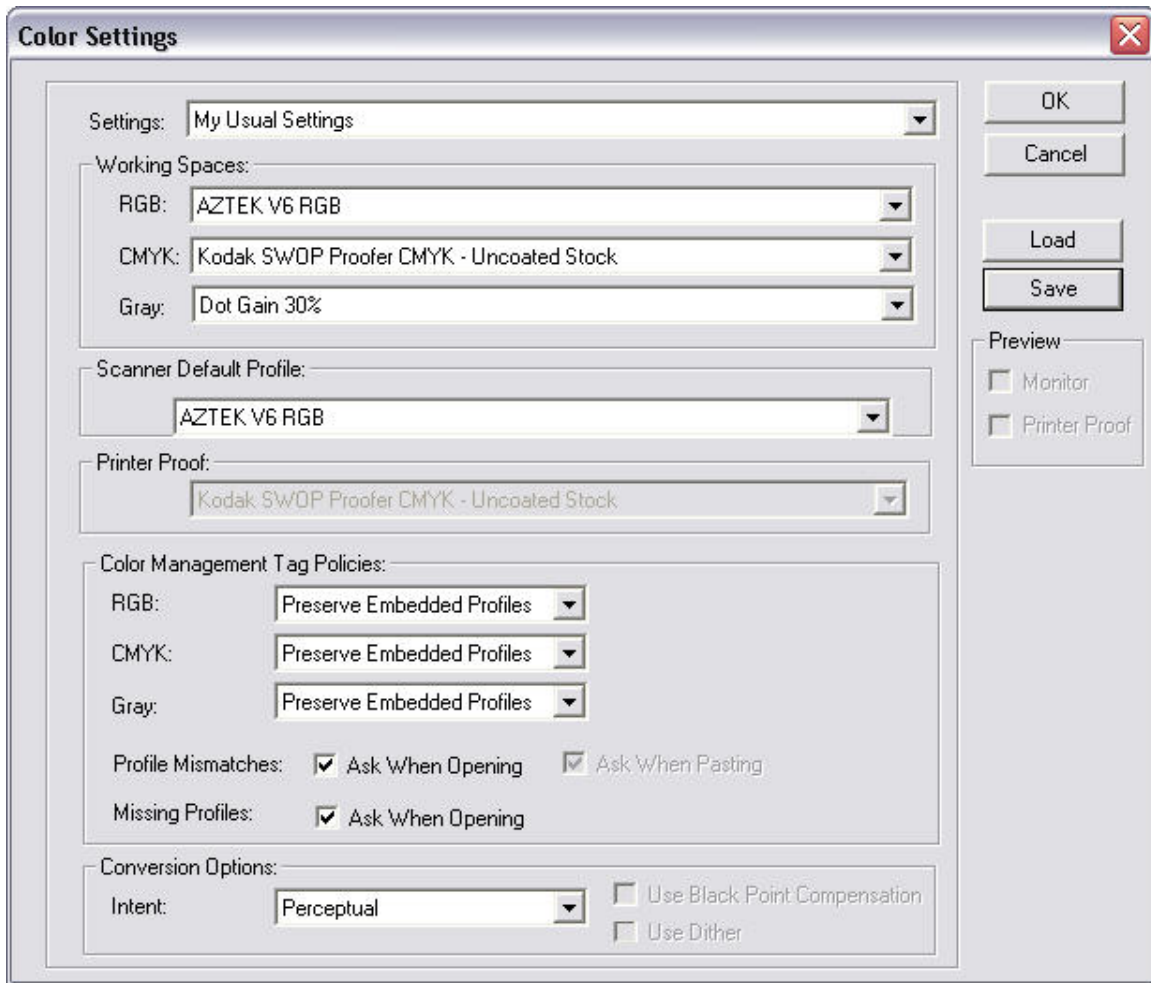 Color Settings
Settings: My Usual Settings
OK
Cancel
Working Spaces:
RGB: AZTEK V6 RGB
CMYK: Kodak SWOP Proofer CMYK - Uncoated Stock
Gray: Dot Gain 30%
Load
Save
Preview
Monitor
Printer Proof
Scanner Default Profile:
AZTEK V6 RGB
Printer Proof:
Kodak SWOP Proofer CMYK - Uncoated Stock
Color Management Tag Policies:
RGB: Preserve Embedded Profiles
CMYK: Preserve Embedded Profiles
Gray: Preserve Embedded Profiles
Profile Mismatches: Ask When Opening Ask When Pasting
Missing Profiles: Ask When Opening
Conversion Options:
Intent: Perceptual Use Black Point Compensation
Use Dither